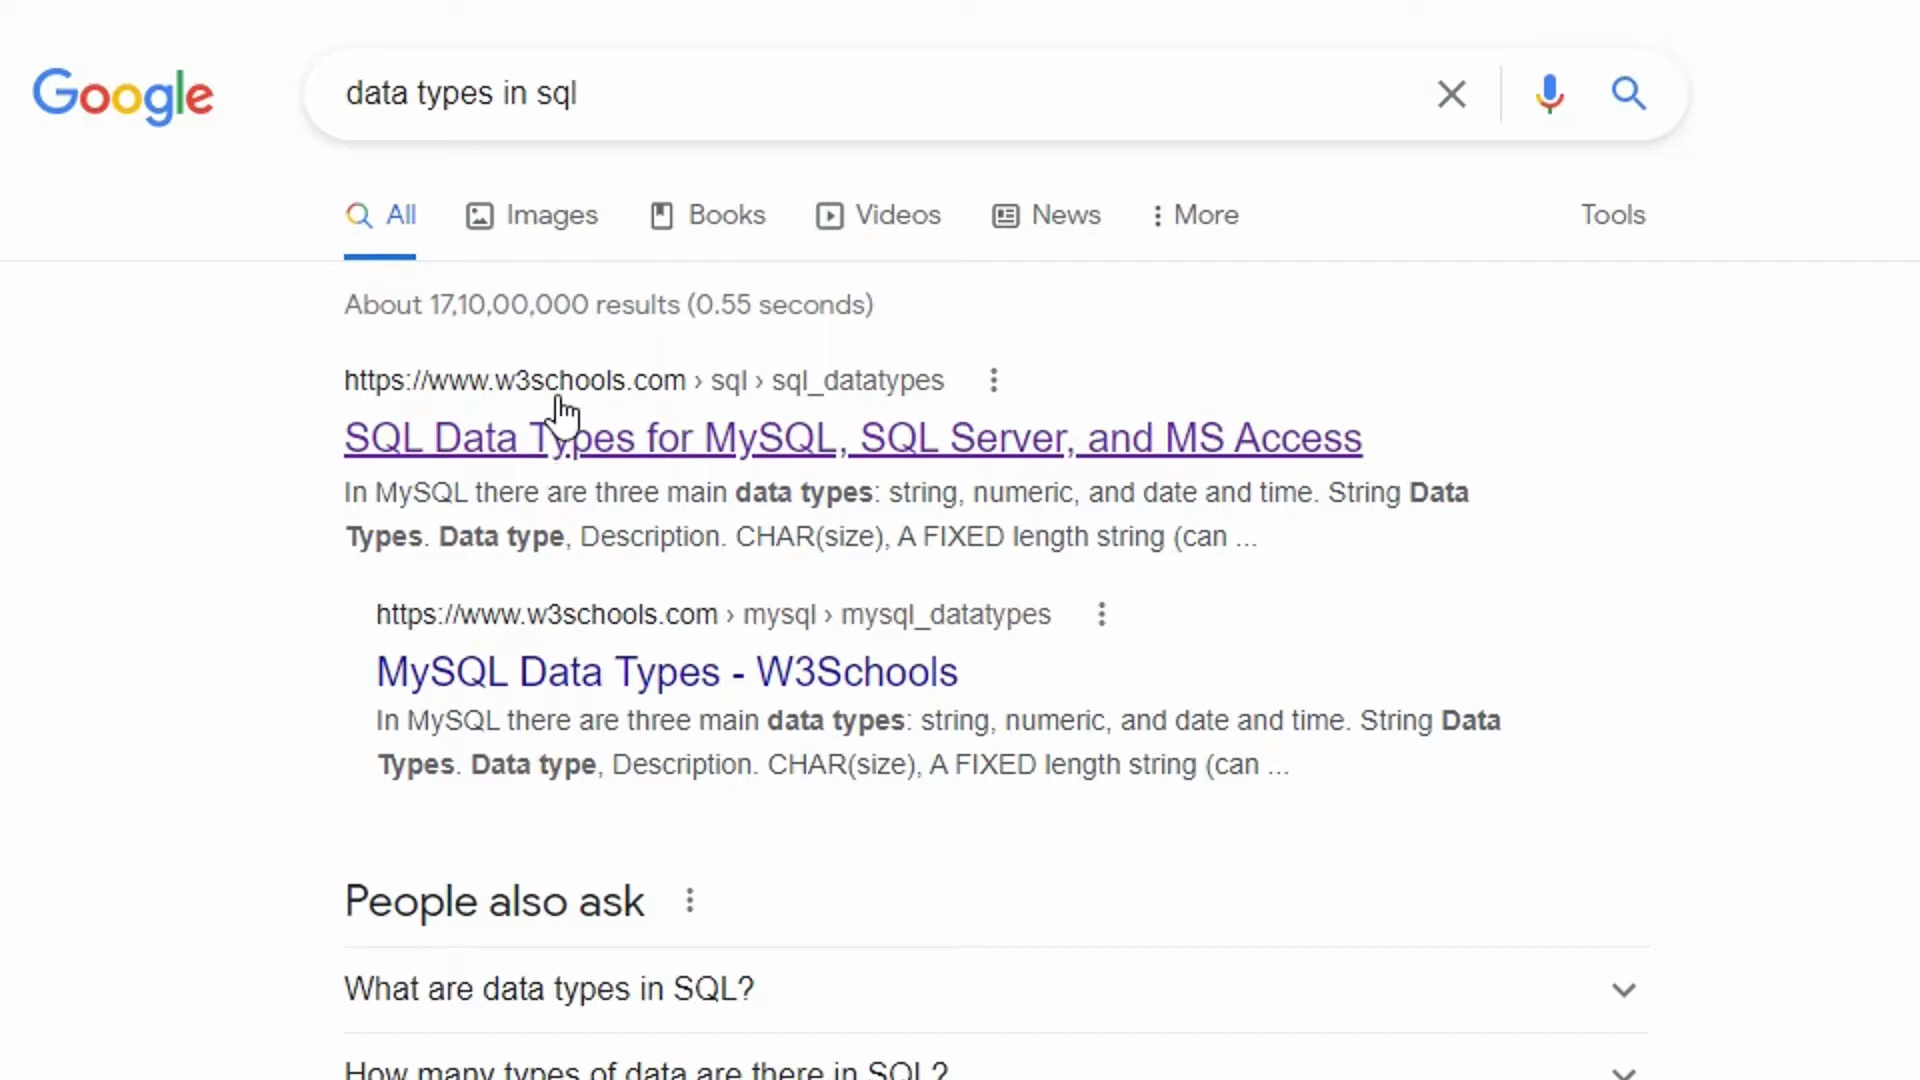 Google
data types in sql
All Images Books Videos News More Tools
About 17,10,00,000 results (0.55 seconds)
https://www.w3schools.com › sql › sql_datatypes
SQL Data Types for MySQL, SQL Server, and MS Access
In MySQL there are three main data types: string, numeric, and date and time. String Data
Types. Data type, Description. CHAR(size), A FIXED length string (can ...
https://www.w3schools.com › mysql › mysql_datatypes
MySQL Data Types - W3Schools
In MySQL there are three main data types: string, numeric, and date and time. String Data
Types. Data type, Description. CHAR(size), A FIXED length string (can ...
People also ask
What are data types in SQL?
How many types of data are there in SQL?